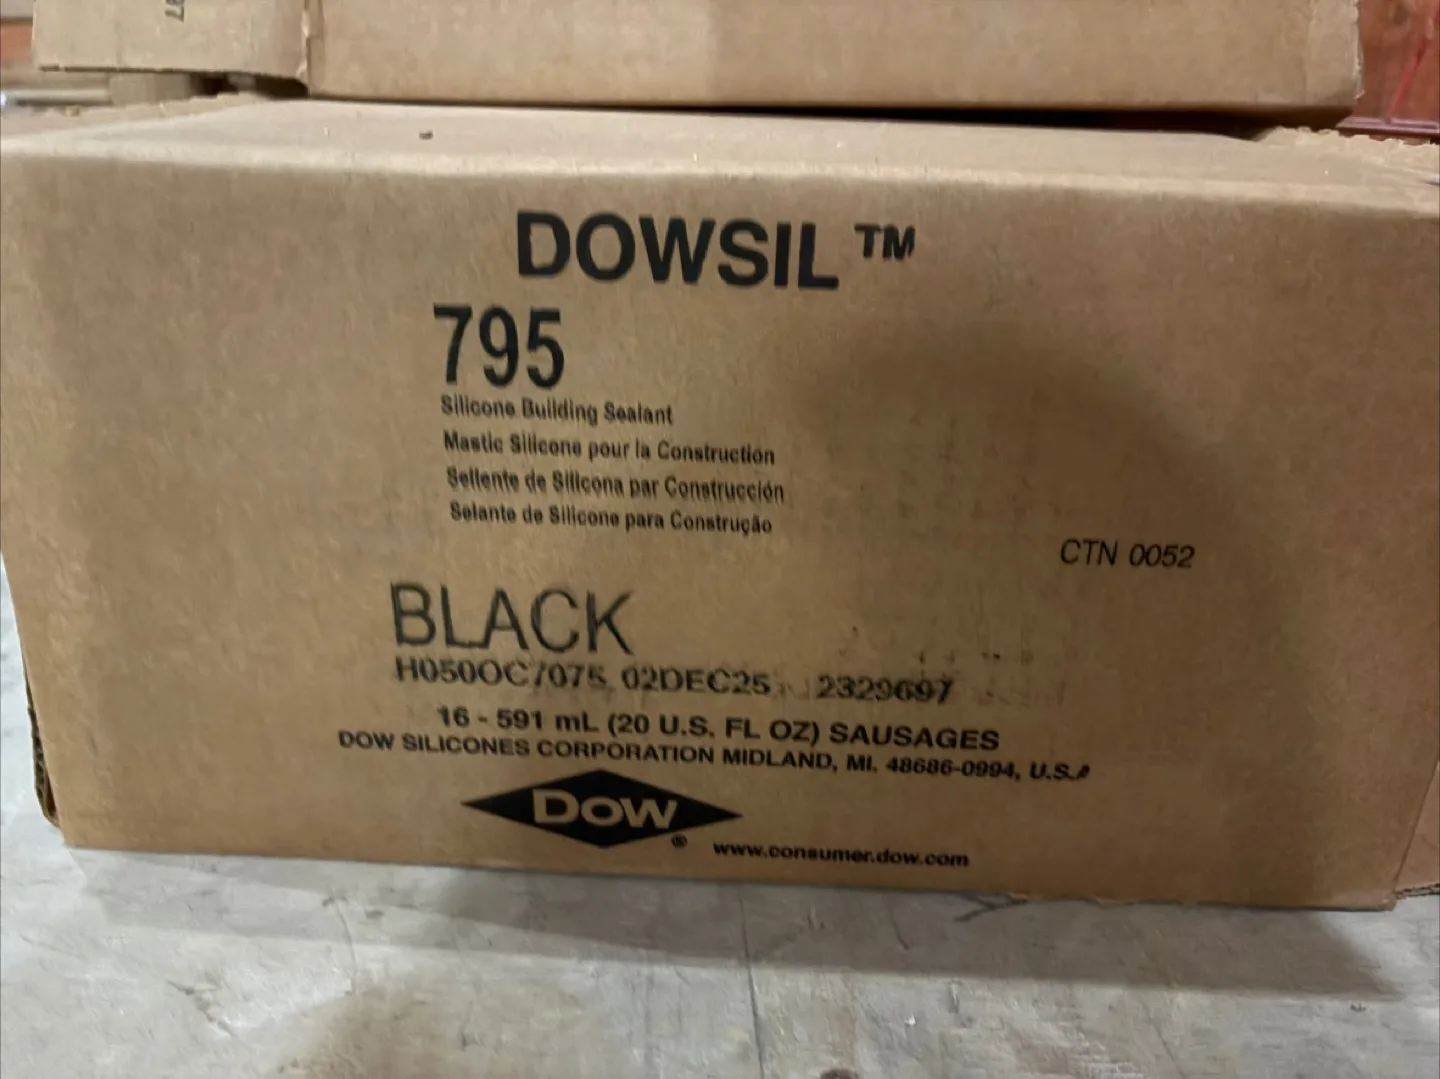 97
DOWSIL™
795
Silicone Building Sealant
Mastic Silicone pour la Construction
Sellente de Silicona par Construcción
Selante de Silicone para Construção
CTN 0052
BLACK
H050OC7075 02DEC25 2329697
16 - 591 mL (20 U.S. FL OZ) SAUSAGES
DOW SILICONES CORPORATION MIDLAND, MI. 48686-0994, U.S.A
DOW®
www.consumer.dow.com